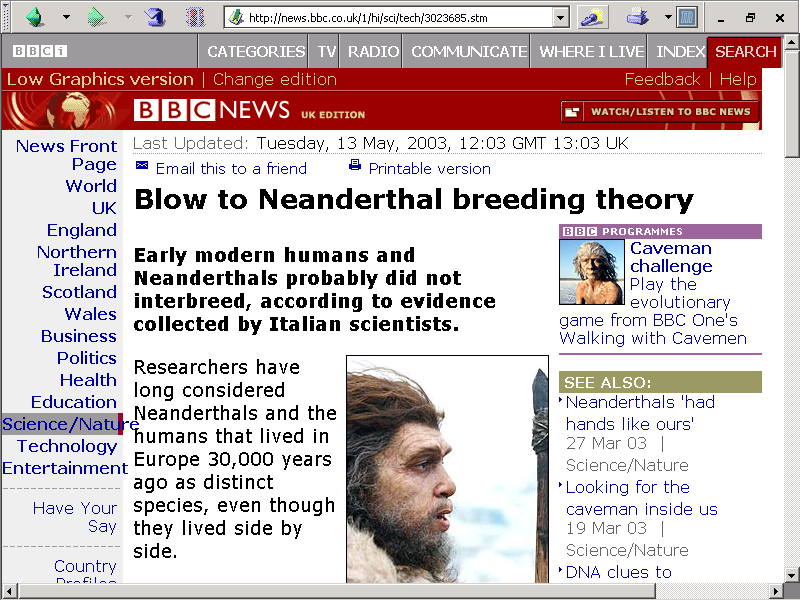 http://news.bbc.co.uk/1/hi/sci/tech/3023685.stm
BBCi CATEGORIES TV RADIO COMMUNICATE WHERE I LIVE INDEX SEARCH
Low Graphics version | Change edition Feedback | Help
BBC NEWS UK EDITION WATCH/LISTEN TO BBC NEWS
News Front
Page
World
UK
England
Northern
Ireland
Scotland
Wales
Business
Politics
Health
Education
Science/Nature
Technology
Entertainment
Have Your
Say
Country
Profiles
Last Updated: Tuesday, 13 May, 2003, 12:03 GMT 13:03 UK
Email this to a friend Printable version
Blow to Neanderthal breeding theory
Early modern humans and
Neanderthals probably did not
interbreed, according to evidence
collected by Italian scientists.
Researchers have
long considered
Neanderthals and the
humans that lived in
Europe 30,000 years
ago as distinct
species, even though
they lived side by
side.
BBC PROGRAMMES
Caveman
challenge
Play the
evolutionary
game from BBC One's
Walking with Cavemen
SEE ALSO:
Neanderthals 'had
hands like ours'
27 Mar 03 |
Science/Nature
Looking for the
caveman inside us
19 Mar 03 |
Science/Nature
DNA clues to